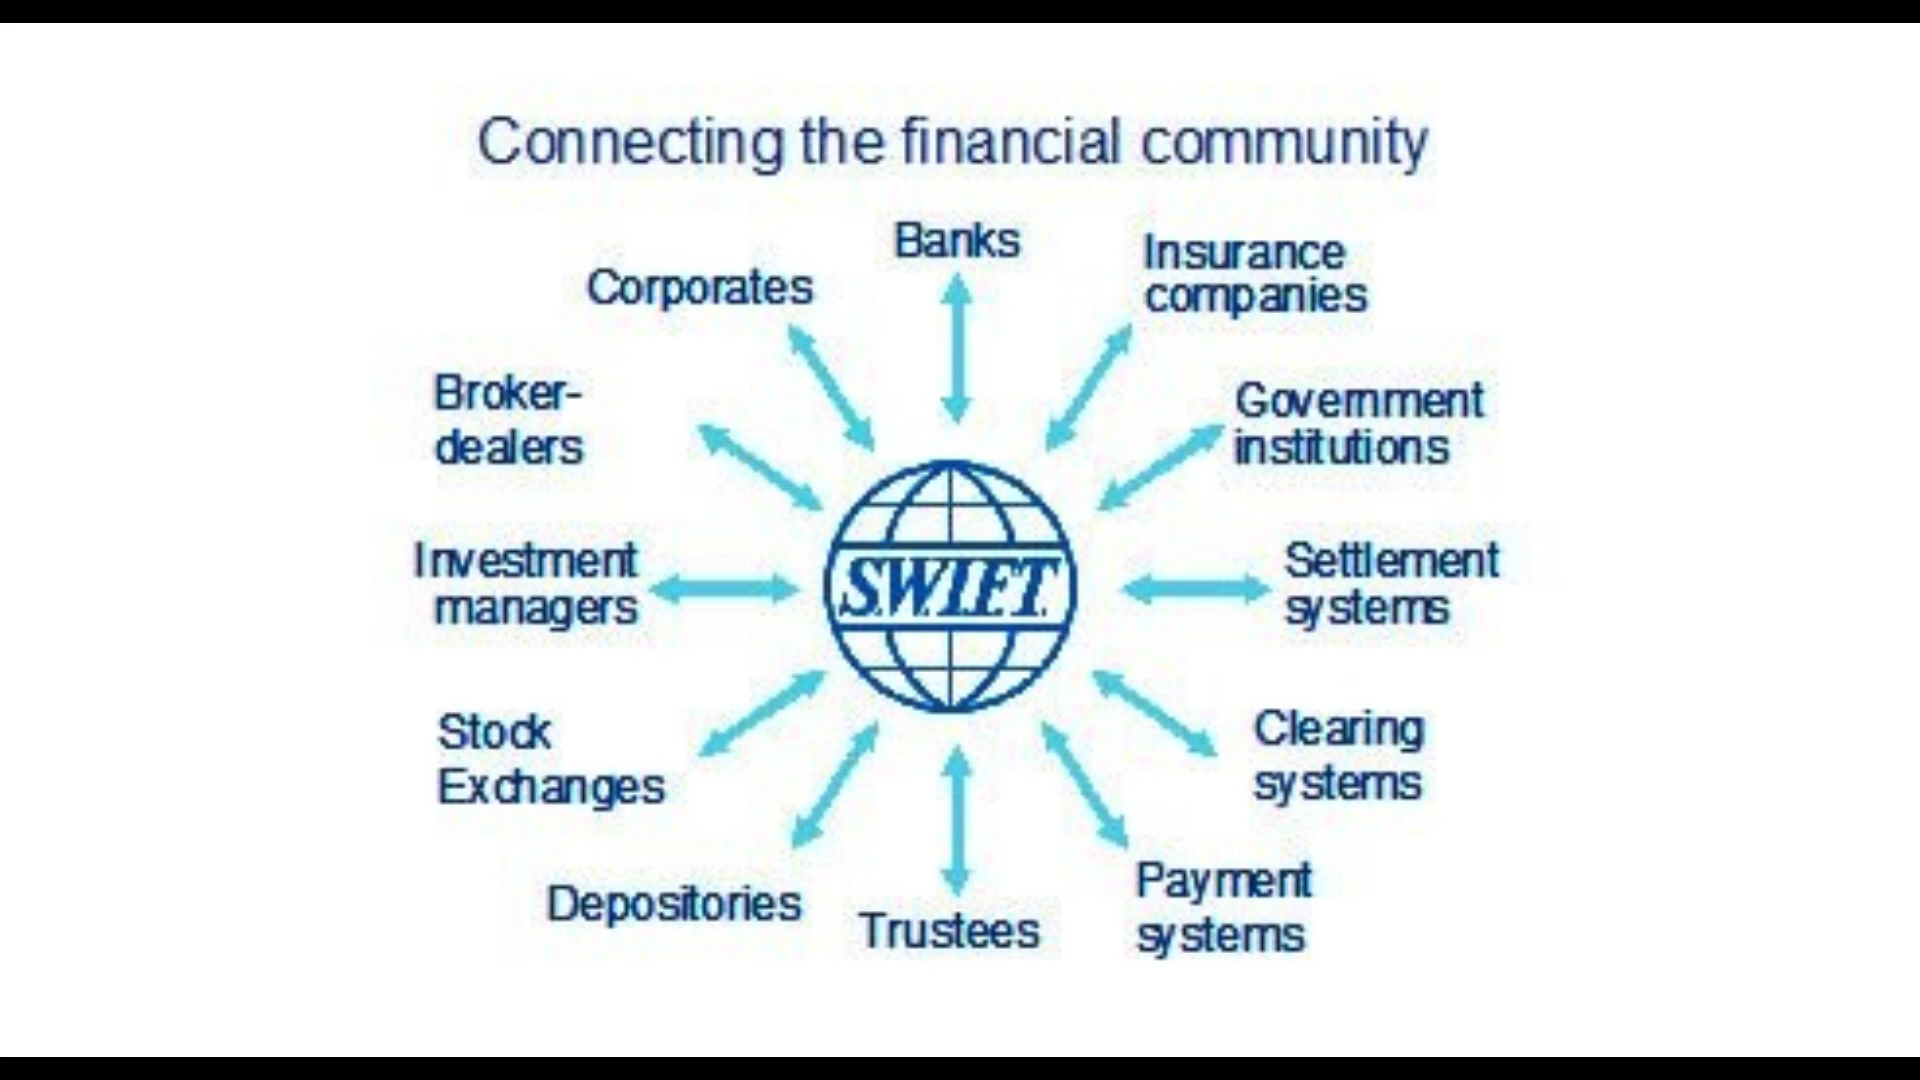 Connecting the financial community
Banks
Insurance
companies
Corporates
Broker-
dealers
Government
institutions
Investment
managers
S.W.I.F.T.
Settlement
systems
Stock
Exchanges
Clearing
systems
Depositories
Trustees
Payment
systems